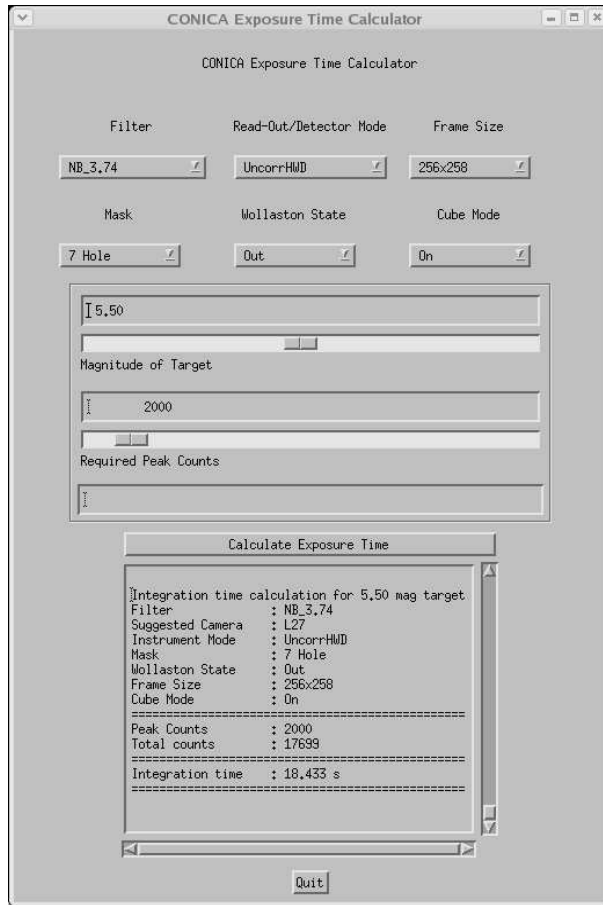 CONICA Exposure Time Calculator
CONICA Exposure Time Calculator
Filter Read-Out/Detector Mode Frame Size
NB_3.74 UncorrHWD 256x258
Mask Wollaston State Cube Mode
7 Hole Out On
5.50
Magnitude of Target
2000
Required Peak Counts
Calculate Exposure Time
Integration time calculation for 5.50 mag target
Filter : NB_3.74
Suggested Camera : L27
Instrument Mode : UncorrHWD
Mask : 7 Hole
Wollaston State : Out
Frame Size : 256x258
Cube Mode : On
================================================
Peak Counts : 2000
Total counts : 17699
================================================
Integration time : 18.433 s
================================================
Quit